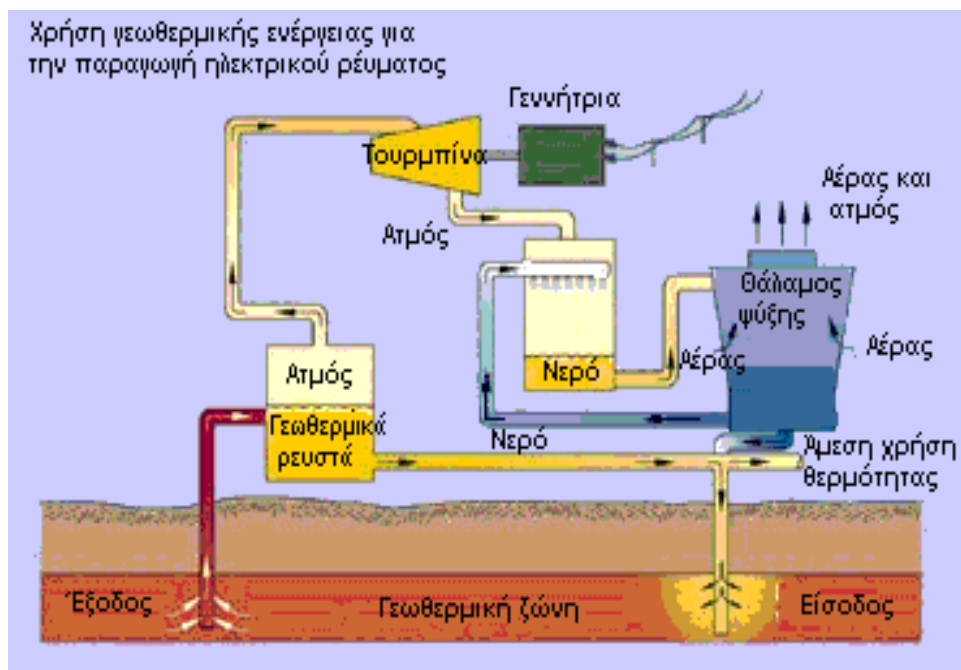 Χρήση γεωθερμικής ενέργειας για
την παραγωγή ηλεκτρικού ρέυματος
Γεννήτρια
Τουρμπίνα
Αέρας και
ατμός
Ατμός
Θάλαμος
ψύξης
Αέρας
Αέρας
Ατμός
Νερό
Γεωθερμικά
ρευστά
Νερό
Άμεση χρήση
θερμότητας
Έξοδος
Γεωθερμική ζώνη
Είσοδος